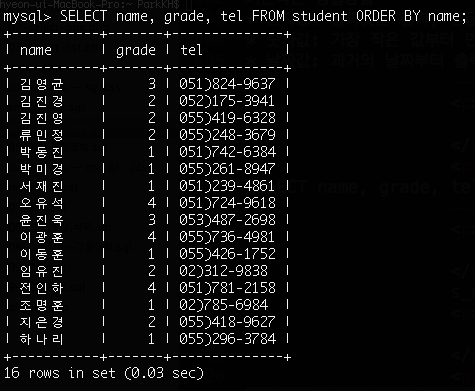 hyeon-ui-MacBook-Pro:~ ParkKH$
mysql> SELECT name, grade, tel FROM student ORDER BY name;
+-----------+-------+---------------+
| name      | grade | tel           |
+-----------+-------+---------------+
| 김영균    |     3 | 051)824-9637  |
| 김진경    |     2 | 052)175-3941  |
| 김진영    |     2 | 055)419-6328  |
| 류민정    |     2 | 055)248-3679  |
| 박동진    |     1 | 051)742-6384  |
| 박미경    |     1 | 055)261-8947  |
| 서재진    |     1 | 051)239-4861  |
| 오유석    |     4 | 051)724-9618  |
| 윤진욱    |     3 | 053)487-2698  |
| 이광훈    |     4 | 055)736-4981  |
| 이동훈    |     1 | 055)426-1752  |
| 임유진    |     2 | 02)312-9838   |
| 전인하    |     4 | 051)781-2158  |
| 조명훈    |     1 | 02)785-6984   |
| 지은경    |     2 | 055)418-9627  |
| 하나리    |     1 | 055)296-3784  |
+-----------+-------+---------------+
16 rows in set (0.03 sec)